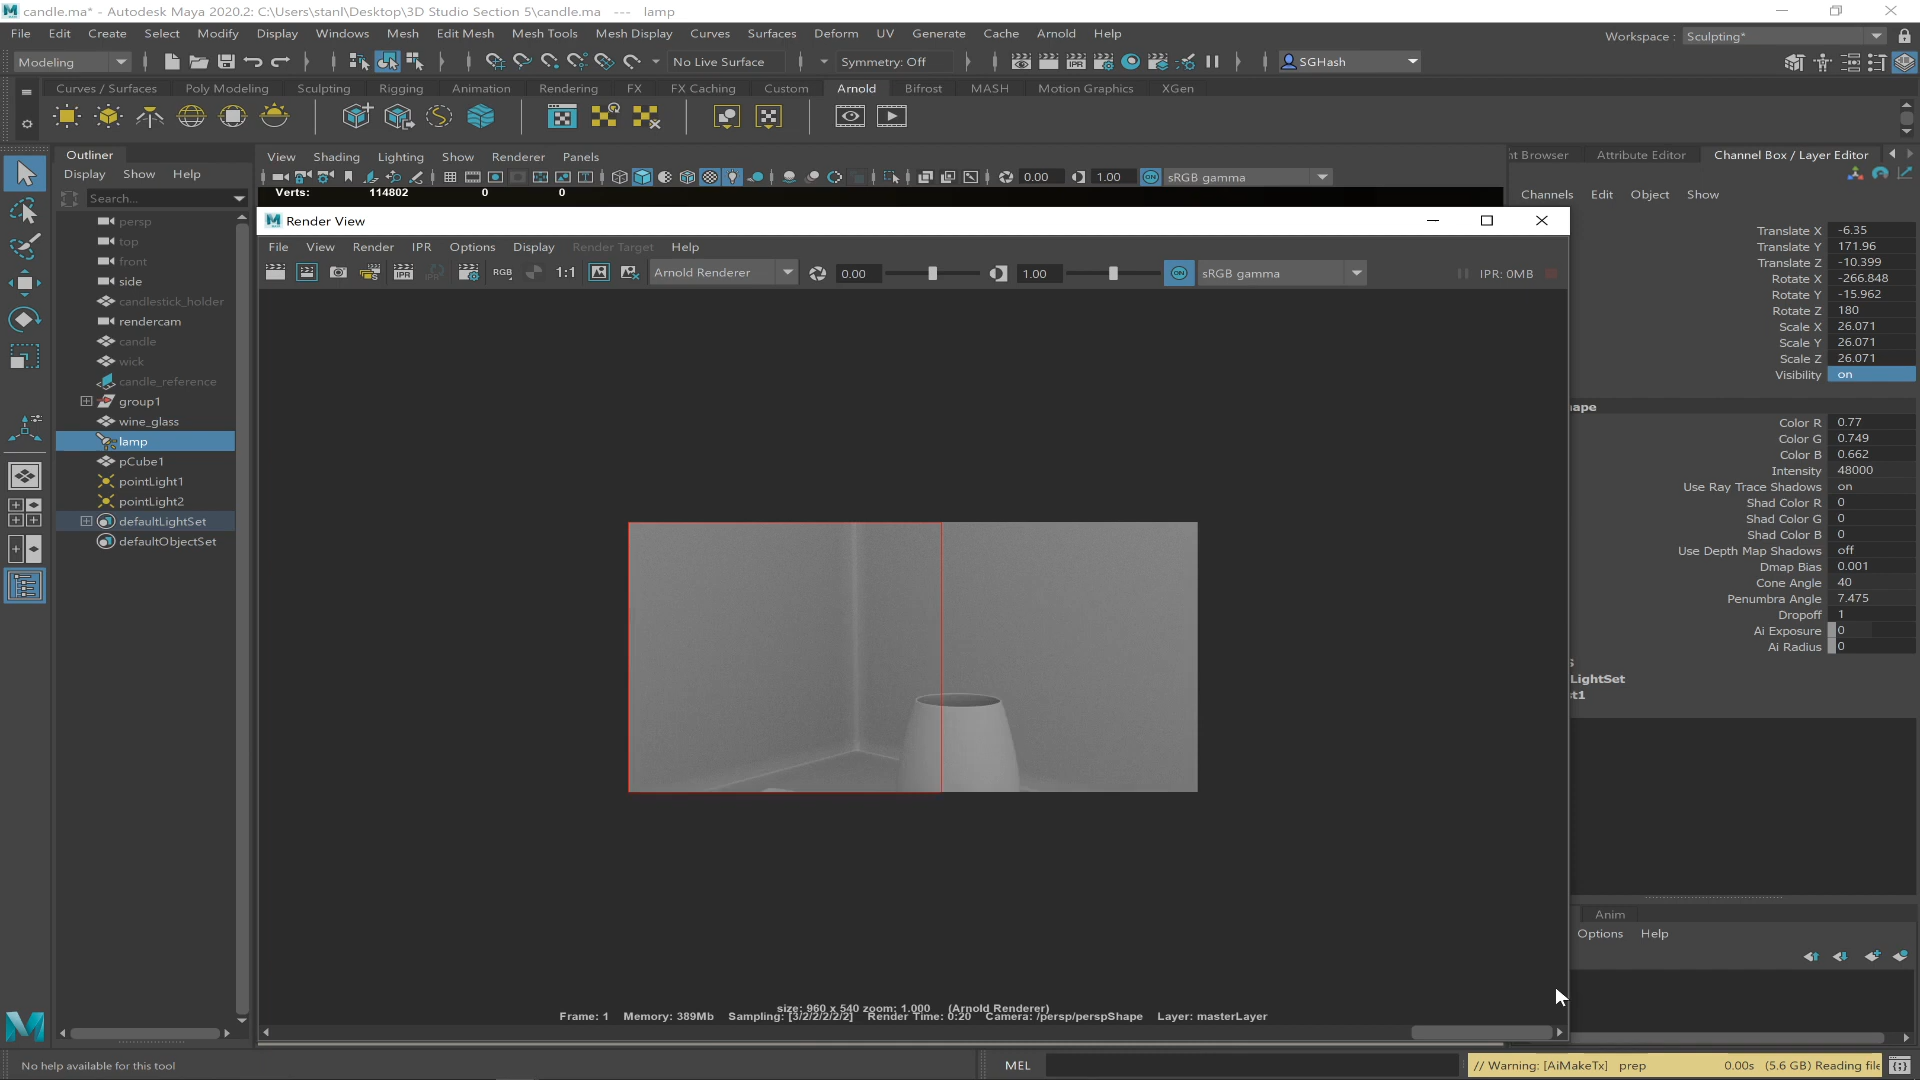 candle.ma* - Autodesk Maya 2020.2: C:\Users\stanl\Desktop\3D Studio Section 5\candle.ma --- lamp
File Edit Create Select Modify Display Windows Mesh Edit Mesh Mesh Tools Mesh Display Curves Surfaces Deform UV Generate Cache Arnold Help
Workspace : Sculpting*
Modeling No Live Surface Symmetry: Off SGHash
Curves / Surfaces Poly Modeling Sculpting Rigging Animation Rendering FX FX Caching Custom Arnold Bifrost MASH Motion Graphics XGen
Outliner
Display Show Help
Search...
persp
top
front
side
candlestick_holder
rendercam
candle
wick
candle_reference
group1
wine_glass
lamp
pCube1
pointLight1
pointLight2
defaultLightSet
defaultObjectSet
View Shading Lighting Show Renderer Panels
0.00 1.00 ON sRGB gamma
Verts: 114802 0 0
Render View
File View Render IPR Options Display Render Target Help
IPR RGB 1:1 Arnold Renderer 0.00 1.00 ON sRGB gamma IPR: 0MB
size: 960 x 540 zoom: 1.000 (Arnold Renderer)
Frame: 1 Memory: 389Mb Sampling: [3/2/2/2/2/2] Render Time: 0:20 Camera: /persp/perspShape Layer: masterLayer
nt Browser Attribute Editor Channel Box / Layer Editor
Channels Edit Object Show
Translate X -6.35
Translate Y 171.96
Translate Z -10.399
Rotate X -266.848
Rotate Y -15.962
Rotate Z 180
Scale X 26.071
Scale Y 26.071
Scale Z 26.071
Visibility on
ape
Color R 0.77
Color G 0.749
Color B 0.662
Intensity 48000
Use Ray Trace Shadows on
Shad Color R 0
Shad Color G 0
Shad Color B 0
Use Depth Map Shadows off
Dmap Bias 0.001
Cone Angle 40
Penumbra Angle 7.475
Dropoff 1
Ai Exposure 0
Ai Radius 0
S
LightSet
t1
Anim
Options Help
No help available for this tool
MEL
// Warning: [AiMakeTx] prep 0.00s (5.6 GB) Reading file